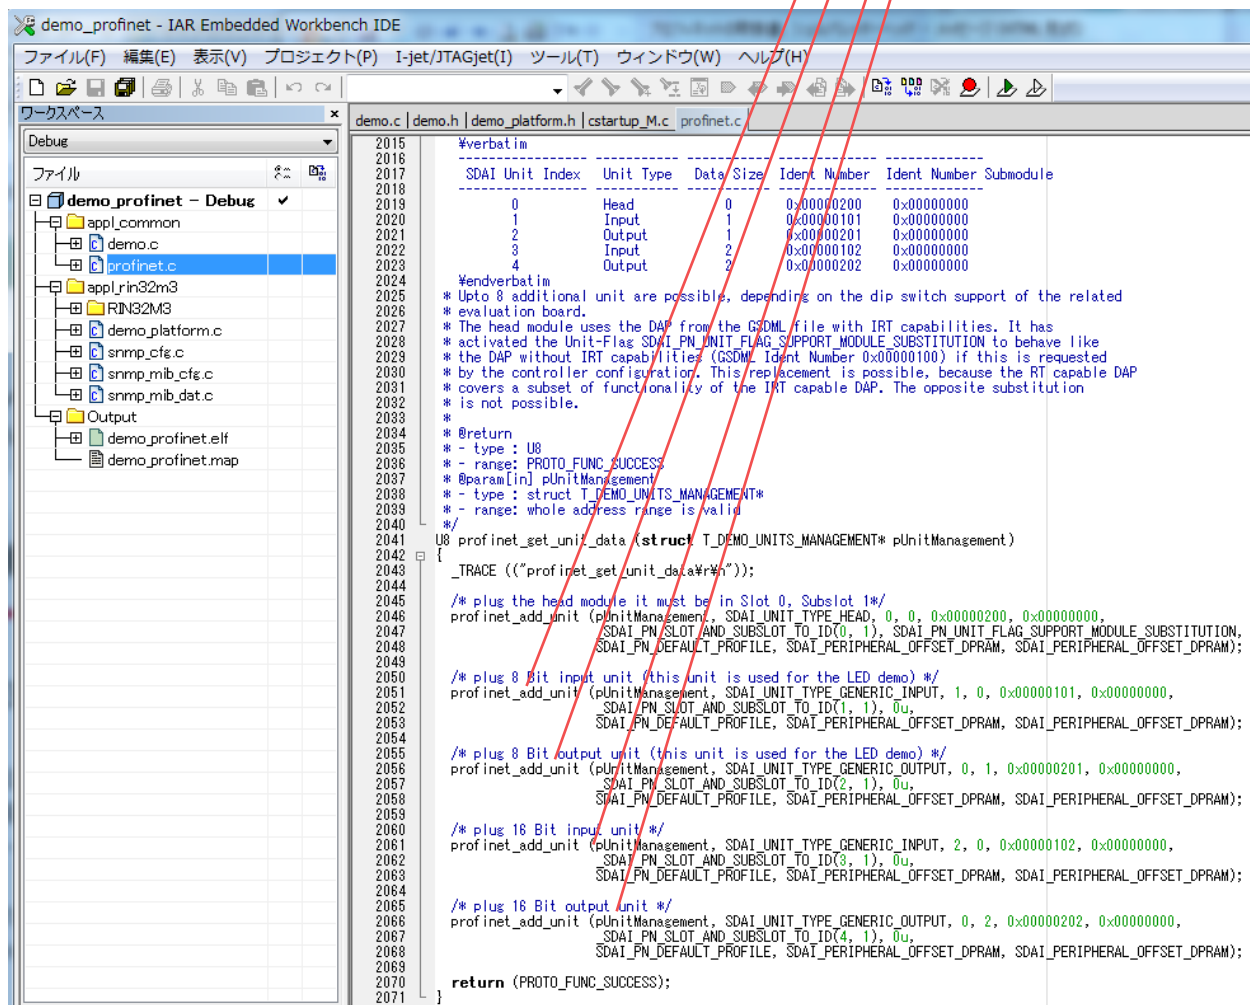 demo_profinet - IAR Embedded Workbench IDE
ファイル(F) 編集(E) 表示(V) プロジェクト(P) I-jet/JTAGjet(I) ツール(T) ウィンドウ(W) ヘルプ(H)
ワークスペース ×
Debug
ファイル
demo_profinet - Debug ✔
appl_common
demo.c
profinet.c
appl_rin32m3
RIN32M3
demo_platform.c
snmp_cfg.c
snmp_mib_cfg.c
snmp_mib_dat.c
Output
demo_profinet.elf
demo_profinet.map
demo.c | demo.h | demo_platform.h | cstartup_M.c | profinet.c
2015 ¥verbatim
2016 ----------------- ----------- ----------- ------------- -------------
2017 SDAI Unit Index Unit Type Data Size Ident Number Ident Number Submodule
2018 ----------------- ----------- ----------- ------------- -------------
2019 0 Head 0 0x00000200 0x00000000
2020 1 Input 1 0x00000101 0x00000000
2021 2 Output 1 0x00000201 0x00000000
2022 3 Input 2 0x00000102 0x00000000
2023 4 Output 2 0x00000202 0x00000000
2024 ¥endverbatim
2025 * Upto 8 additional unit are possible, depending on the dip switch support of the related
2026 * evaluation board.
2027 * The head module uses the DAP from the GSDML file with IRT capabilities. It has
2028 * activated the Unit-Flag SDAI_PN_UNIT_FLAG_SUPPORT_MODULE_SUBSTITUTION to behave like
2029 * the DAP without IRT capabilities (GSDML Ident Number 0x00000100) if this is requested
2030 * by the controller configuration. This replacement is possible, because the RT capable DAP
2031 * covers a subset of functionality of the IRT capable DAP. The opposite substitution
2032 * is not possible.
2033 *
2034 * @return
2035 * - type : U8
2036 * - range: PROTO_FUNC_SUCCESS
2037 * @param[in] pUnitManagement
2038 * - type : struct T_DEMO_UNITS_MANAGEMENT*
2039 * - range: whole address range is valid
2040 */
2041 U8 profinet_get_unit_data (struct T_DEMO_UNITS_MANAGEMENT* pUnitManagement)
2042 {
2043 _TRACE (("profinet_get_unit_data¥r¥n"));
2044
2045 /* plug the head module it must be in Slot 0, Subslot 1*/
2046 profinet_add_unit (pUnitManagement, SDAI_UNIT_TYPE_HEAD, 0, 0, 0x00000200, 0x00000000,
2047 _SDAI_PN_SLOT_AND_SUBSLOT_TO_ID(0, 1), SDAI_PN_UNIT_FLAG_SUPPORT_MODULE_SUBSTITUTION,
2048 SDAI_PN_DEFAULT_PROFILE, SDAI_PERIPHERAL_OFFSET_DPRAM, SDAI_PERIPHERAL_OFFSET_DPRAM);
2049
2050 /* plug 8 Bit input unit (this unit is used for the LED demo) */
2051 profinet_add_unit (pUnitManagement, SDAI_UNIT_TYPE_GENERIC_INPUT, 1, 0, 0x00000101, 0x00000000,
2052 _SDAI_PN_SLOT_AND_SUBSLOT_TO_ID(1, 1), 0u,
2053 SDAI_PN_DEFAULT_PROFILE, SDAI_PERIPHERAL_OFFSET_DPRAM, SDAI_PERIPHERAL_OFFSET_DPRAM);
2054
2055 /* plug 8 Bit output unit (this unit is used for the LED demo) */
2056 profinet_add_unit (pUnitManagement, SDAI_UNIT_TYPE_GENERIC_OUTPUT, 0, 1, 0x00000201, 0x00000000,
2057 _SDAI_PN_SLOT_AND_SUBSLOT_TO_ID(2, 1), 0u,
2058 SDAI_PN_DEFAULT_PROFILE, SDAI_PERIPHERAL_OFFSET_DPRAM, SDAI_PERIPHERAL_OFFSET_DPRAM);
2059
2060 /* plug 16 Bit input unit */
2061 profinet_add_unit (pUnitManagement, SDAI_UNIT_TYPE_GENERIC_INPUT, 2, 0, 0x00000102, 0x00000000,
2062 _SDAI_PN_SLOT_AND_SUBSLOT_TO_ID(3, 1), 0u,
2063 SDAI_PN_DEFAULT_PROFILE, SDAI_PERIPHERAL_OFFSET_DPRAM, SDAI_PERIPHERAL_OFFSET_DPRAM);
2064
2065 /* plug 16 Bit output unit */
2066 profinet_add_unit (pUnitManagement, SDAI_UNIT_TYPE_GENERIC_OUTPUT, 0, 2, 0x00000202, 0x00000000,
2067 _SDAI_PN_SLOT_AND_SUBSLOT_TO_ID(4, 1), 0u,
2068 SDAI_PN_DEFAULT_PROFILE, SDAI_PERIPHERAL_OFFSET_DPRAM, SDAI_PERIPHERAL_OFFSET_DPRAM);
2069
2070 return (PROTO_FUNC_SUCCESS);
2071 }